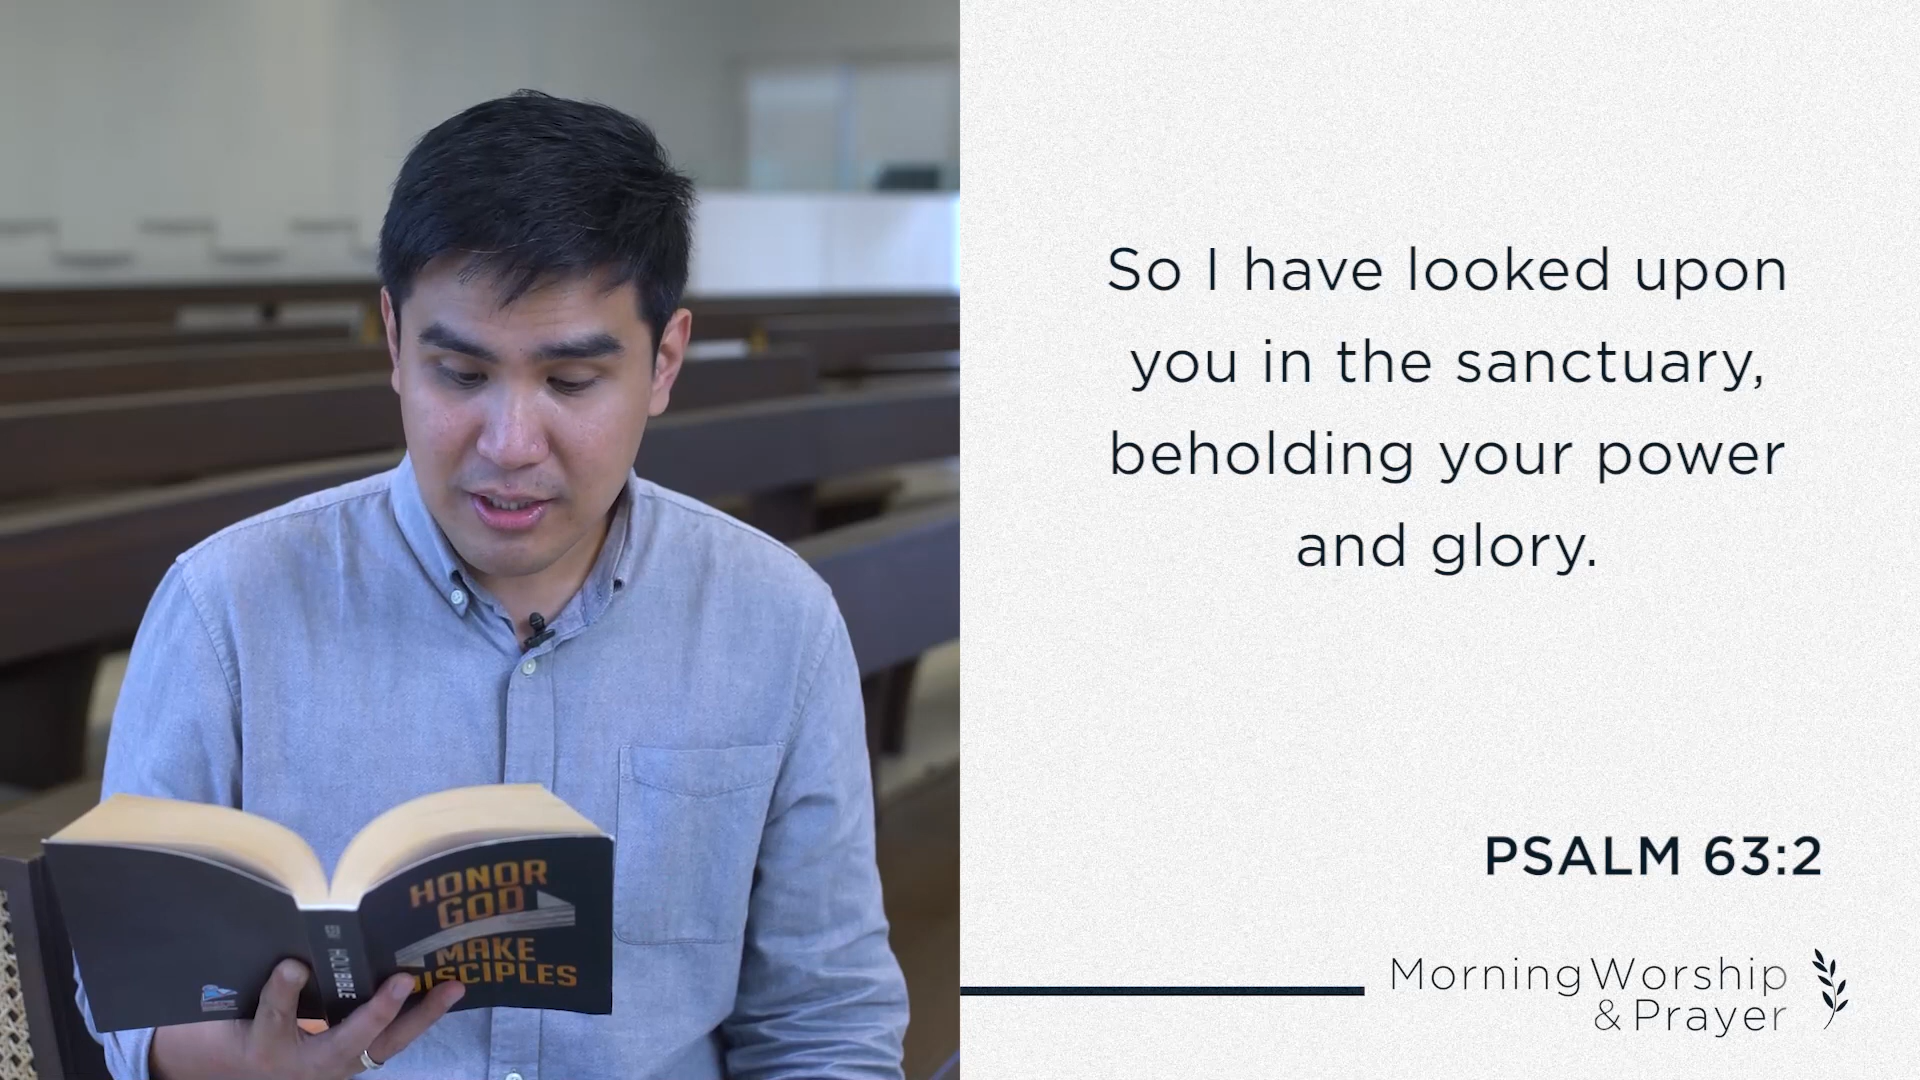 So I have looked upon
you in the sanctuary,
beholding your power
and glory.
PSALM 63:2
Morning Worship
& Prayer
HONOR
GOD
MAKE
DISCIPLES
HOLY BIBLE